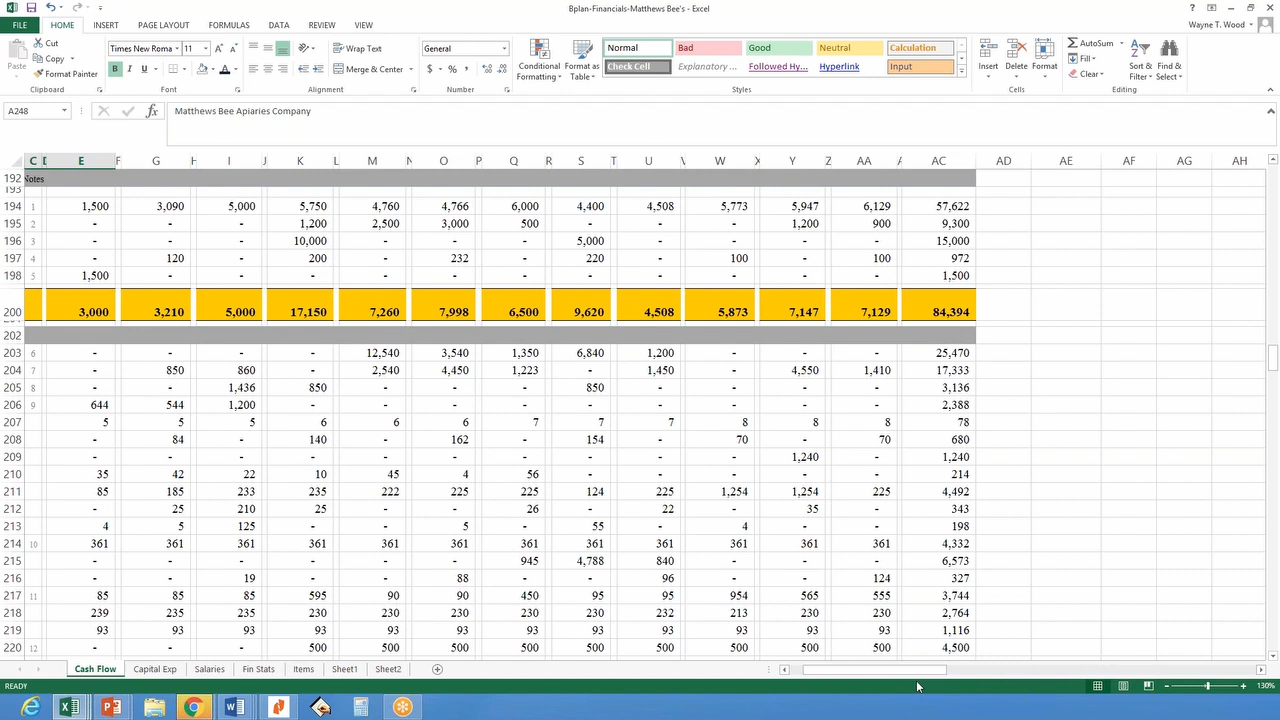 Bplan-Financials-Matthews Bee's - Excel
FILE HOME INSERT PAGE LAYOUT FORMULAS DATA REVIEW VIEW Wayne T. Wood
Cut Times New Roma 11 Wrap Text General Normal Bad Good Neutral Calculation AutoSum
Copy Fill
Paste Format Painter Merge & Center Conditional Formatting Format as Table Check Cell Explanatory ... Followed Hy... Hyperlink Input Insert Delete Format Clear Sort & Filter Find & Select
Clipboard Font Alignment Number Styles Cells Editing
A248 Matthews Bee Apiaries Company
C D E F G H I J K L M N O P Q R S T U V W X Y Z AA A AC AD AE AF AG AH
192 Notes
193
194 1 1,500 3,090 5,000 5,750 4,760 4,766 6,000 4,400 4,508 5,773 5,947 6,129 57,622
195 2 - - - 1,200 2,500 3,000 500 - - - 1,200 900 9,300
196 3 - - - 10,000 - - - 5,000 - - - - 15,000
197 4 - 120 - 200 - 232 - 220 - 100 - 100 972
198 5 1,500 - - - - - - - - - - - 1,500
200 3,000 3,210 5,000 17,150 7,260 7,998 6,500 9,620 4,508 5,873 7,147 7,129 84,394
202
203 6 - - - - 12,540 3,540 1,350 6,840 1,200 - - - 25,470
204 7 - 850 860 - 2,540 4,450 1,223 - 1,450 - 4,550 1,410 17,333
205 8 - - 1,436 850 - - - 850 - - - - 3,136
206 9 644 544 1,200 - - - - - - - - - 2,388
207 5 5 5 6 6 6 7 7 7 8 8 8 78
208 - 84 - 140 - 162 - 154 - 70 - 70 680
209 - - - - - - - - - - 1,240 - 1,240
210 35 42 22 10 45 4 56 - - - - - 214
211 85 185 233 235 222 225 225 124 225 1,254 1,254 225 4,492
212 - 25 210 25 - - 26 - 22 - 35 - 343
213 4 5 125 - - 5 - 55 - 4 - - 198
214 10 361 361 361 361 361 361 361 361 361 361 361 361 4,332
215 - - - - - - 945 4,788 840 - - - 6,573
216 - - 19 - - 88 - - 96 - - 124 327
217 11 85 85 85 595 90 90 450 95 95 954 565 555 3,744
218 239 235 235 230 230 230 230 230 232 213 230 230 2,764
219 93 93 93 93 93 93 93 93 93 93 93 93 1,116
220 12 - - - 500 500 500 500 500 500 500 500 500 4,500
Cash Flow Capital Exp Salaries Fin Stats Items Sheet1 Sheet2
READY 130%